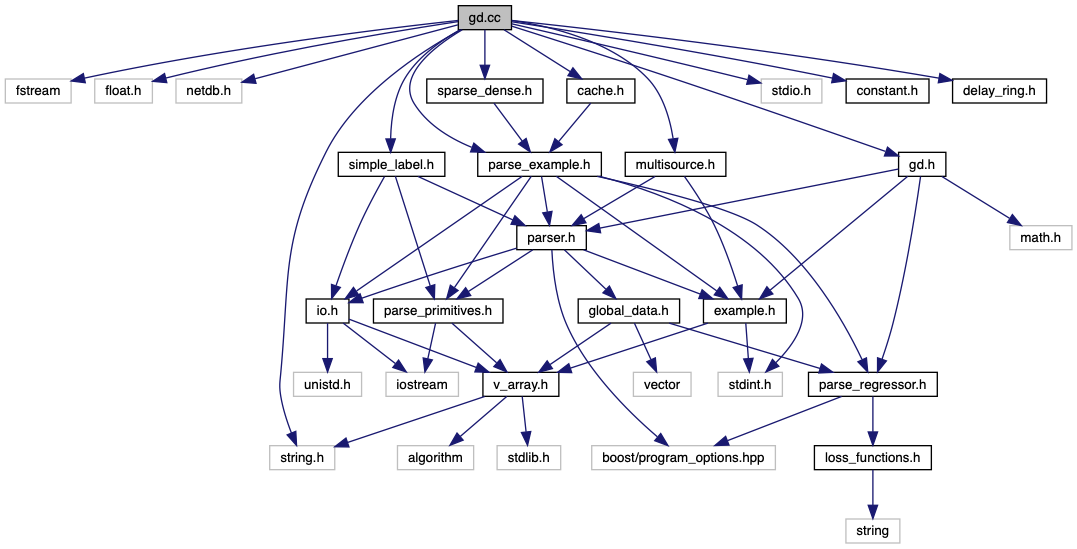 gd.cc
fstream
float.h
netdb.h
sparse_dense.h
cache.h
stdio.h
constant.h
delay_ring.h
simple_label.h
parse_example.h
multisource.h
gd.h
parser.h
math.h
io.h
parse_primitives.h
global_data.h
example.h
unistd.h
iostream
v_array.h
vector
stdint.h
parse_regressor.h
string.h
algorithm
stdlib.h
boost/program_options.hpp
loss_functions.h
string